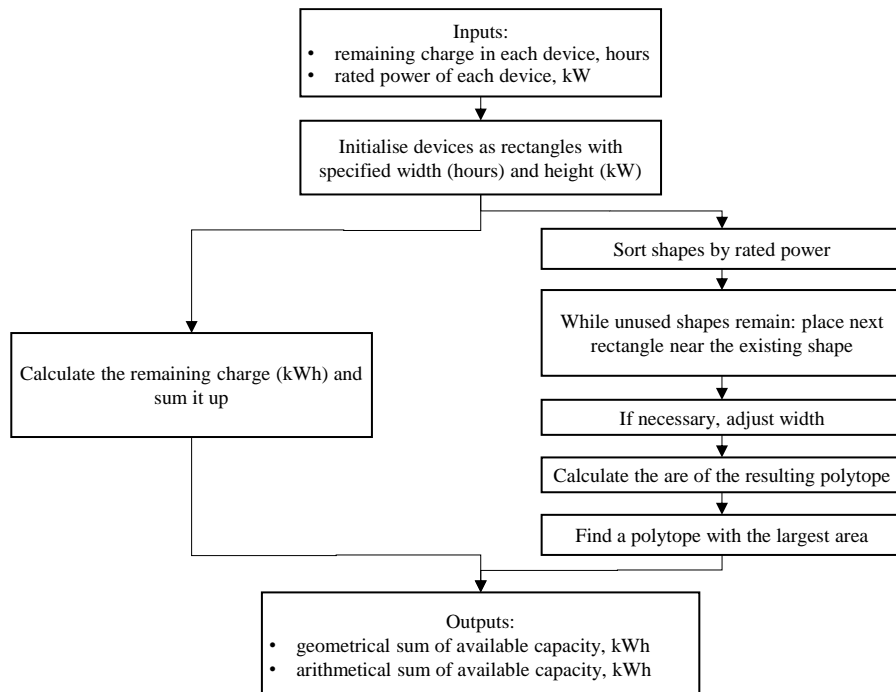 Inputs:
• remaining charge in each device, hours
• rated power of each device, kW
Initialise devices as rectangles with
specified width (hours) and height (kW)
Sort shapes by rated power
While unused shapes remain: place next
rectangle near the existing shape
Calculate the remaining charge (kWh) and
sum it up
If necessary, adjust width
Calculate the are of the resulting polytope
Find a polytope with the largest area
Outputs:
• geometrical sum of available capacity, kWh
• arithmetical sum of available capacity, kWh